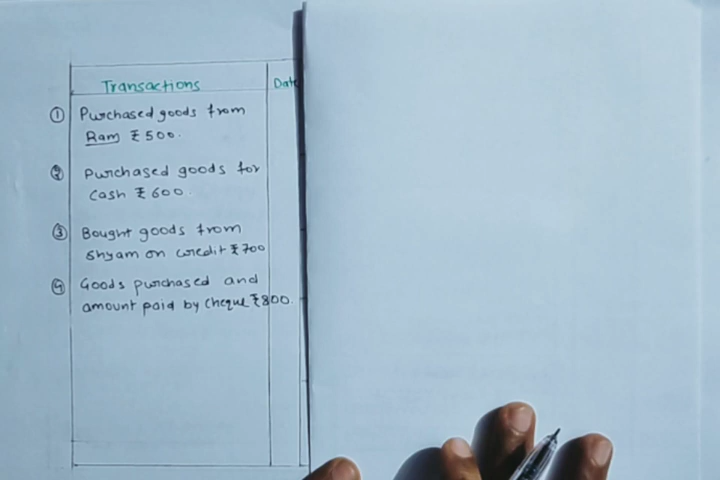 Transactions Date
① Purchased goods from
Ram ₹500.
② Purchased goods for
Cash ₹600.
③ Bought goods from
Shyam on credit ₹700
④ Goods purchased and
amount paid by cheque ₹800.